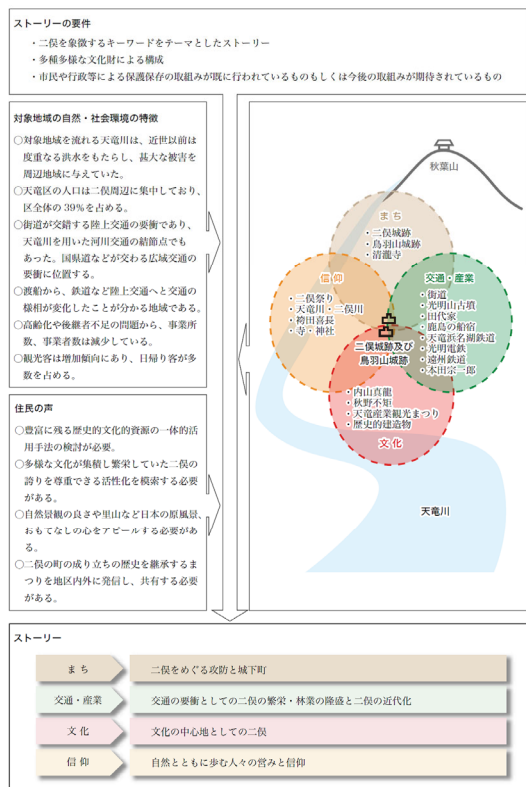 ストーリーの要件
・二俣を象徴するキーワードをテーマとしたストーリー
・多種多様な文化財による構成
・市民や行政等による保護保存の取組みが既に行われているものもしくは今後の取組みが期待されているもの
対象地域の自然・社会環境の特徴
○対象地域を流れる天竜川は、近世以前は
度重なる洪水をもたらし、甚大な被害を
周辺地域に与えていた。
○天竜区の人口は二俣周辺に集中しており、
区全体の39％を占める。
○街道が交錯する陸上交通の要衝であり、
天竜川を用いた河川交通の結節点でも
あった。国県道などが交わる広域交通の
要衝に位置する。
○渡船から、鉄道など陸上交通へと交通の
様相が変化したことが分かる地域である。
○高齢化や後継者不足の問題から、事業所
数、事業者数は減少している。
○観光客は増加傾向にあり、日帰り客が多
数を占める。
住民の声
○豊富に残る歴史的文化的資源の一体的活
用手法の検討が必要。
○多様な文化が集積し繁栄していた二俣の
誇りを尊重できる活性化を模索する必要
がある。
○自然景観の良さや里山など日本の原風景、
おもてなしの心をアピールする必要があ
る。
○二俣の町の成り立ちの歴史を継承するま
つりを地区内外に発信し、共有する必要
がある。
秋葉山
まち
・二俣城跡
・鳥羽山城跡
・清瀧寺
信仰
・二俣祭り
・天竜川・二俣川
・袴田喜長
・寺・神社
交通・産業
・街道
・光明山古墳
・田代家
・鹿島の船宿
・天竜浜名湖鉄道
・光明電鉄
・遠州鉄道
・本田宗一郎
二俣城跡及び
鳥羽山城跡
・内山真龍
・秋野不矩
・天竜産業観光まつり
・歴史的建造物
文化
天竜川
ストーリー
まち 二俣をめぐる攻防と城下町
交通・産業 交通の要衝としての二俣の繁栄・林業の隆盛と二俣の近代化
文化 文化の中心地としての二俣
信仰 自然とともに歩む人々の営みと信仰